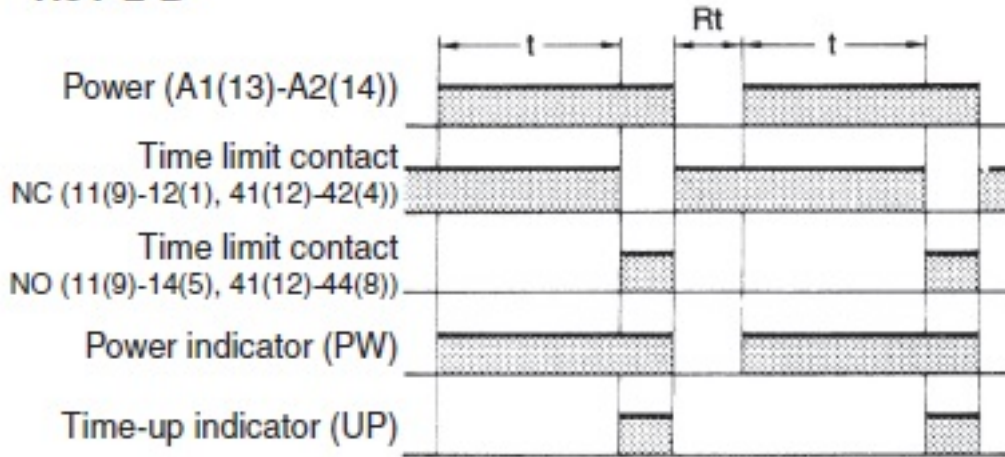 Rt
t
t
Power (A1(13)-A2(14))
Time limit contact
NC (11(9)-12(1), 41(12)-42(4))
Time limit contact
NO (11(9)-14(5), 41(12)-44(8))
Power indicator (PW)
Time-up indicator (UP)